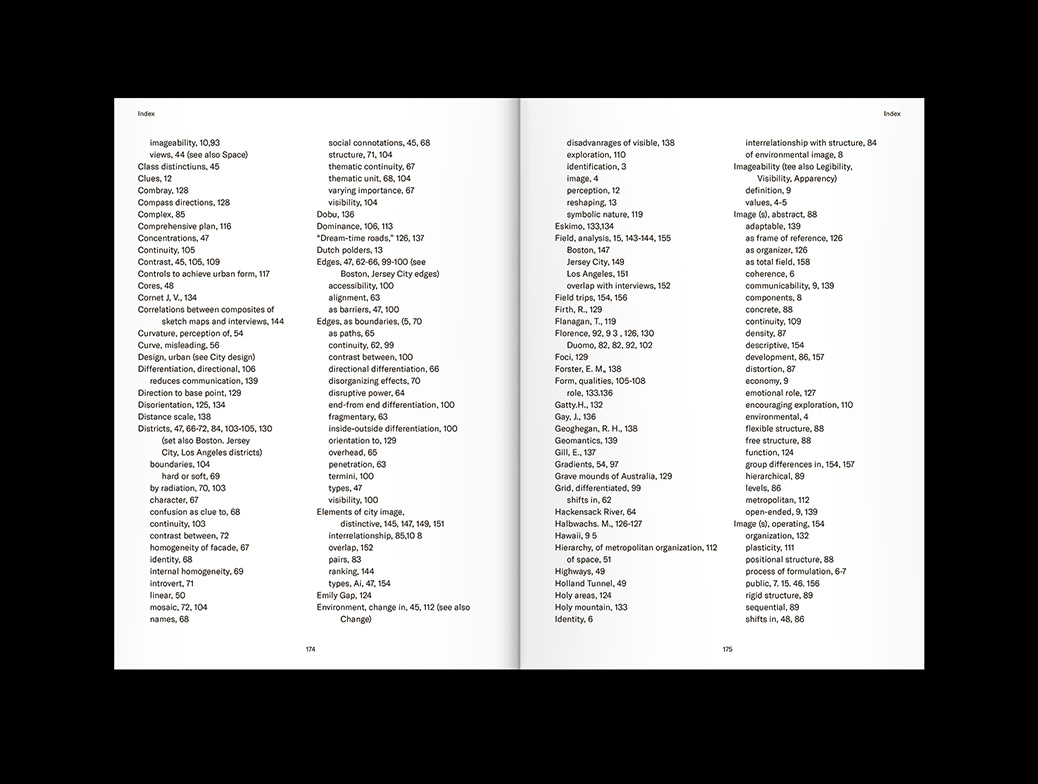 Index
imageability, 10,93
views, 44 (see also Space)
Class distinctiuns, 45
Clues, 12
Combray, 128
Compass directions, 128
Complex, 85
Comprehensive plan, 116
Concentrations, 47
Continuity, 105
Contrast, 45, 105, 109
Controls to achieve urban form, 117
Cores, 48
Cornet J, V., 134
Correlations between composites of
sketch maps and interviews, 144
Curvature, perception of, 54
Curve, misleading, 56
Design, urban (see City design)
Differentiation, directional, 106
reduces communication, 139
Direction to base point, 129
Disorientation, 125, 134
Distance scale, 138
Districts, 47, 66-72, 84, 103-105, 130
(set also Boston. Jersey
City, Los Angeles districts)
boundaries, 104
hard or soft, 69
by radiation, 70, 103
character, 67
confusion as clue to, 68
continuity, 103
contrast between, 72
homogeneity of facade, 67
identity, 68
internal homogeneity, 69
introvert, 71
linear, 50
mosaic, 72, 104
names, 68
social connotations, 45, 68
structure, 71, 104
thematic continuity, 67
thematic unit, 68, 104
varying importance, 67
visibility, 104
Dobu, 136
Dominance, 106, 113
"Dream-time roads," 126, 137
Dutch polders, 13
Edges, 47, 62-66, 99-100 (see
Boston, Jersey City edges)
accessibility, 100
alignment, 63
as barriers, 47, 100
Edges, as boundaries, (5, 70
as paths, 65
continuity, 62, 99
contrast between, 100
directional differentiation, 66
disorganizing effects, 70
disruptive power, 64
end-from end differentiation, 100
fragmentary, 63
inside-outside differentiation, 100
orientation to, 129
overhead, 65
penetration, 63
termini, 100
types, 47
visibility, 100
Elements of city image,
distinctive, 145, 147, 149, 151
interrelationship, 85,10 8
overlap, 152
pairs, 83
ranking, 144
types, Ai, 47, 154
Emily Gap, 124
Environment, change in, 45, 112 (see also
Change)
174
Index
disadvanrages of visible, 138
exploration, 110
identification, 3
image, 4
perception, 12
reshaping, 13
symbolic nature, 119
Eskimo, 133,134
Field, analysis, 15, 143-144, 155
Boston, 147
Jersey City, 149
Los Angeles, 151
overlap with interviews, 152
Field trips, 154, 156
Firth, R., 129
Flanagan, T., 119
Florence, 92, 9 3 , 126, 130
Duomo, 82, 82, 92, 102
Foci, 129
Forster, E. M,, 138
Form, qualities, 105-108
role, 133.136
Gatty.H., 132
Gay, J., 136
Geoghegan, R. H., 138
Geomantics, 139
Gill, E., 137
Gradients, 54, 97
Grave mounds of Australia, 129
Grid, differentiated, 99
shifts in, 62
Hackensack River, 64
Halbwachs. M., 126-127
Hawaii, 9 5
Hierarchy, of metropolitan organization, 112
of space, 51
Highways, 49
Holland Tunnel, 49
Holy areas, 124
Holy mountain, 133
Identity, 6
interrelationship with structure, 84
of environmental image, 8
Imageability (tee also Legibility,
Visibility, Apparency)
definition, 9
values, 4-5
Image (s), abstract, 88
adaptable, 139
as frame of reference, 126
as organizer, 126
as total field, 158
coherence, 6
communicability, 9, 139
components, 8
concrete, 88
continuity, 109
density, 87
descriptive, 154
development, 86, 157
distortion, 87
economy, 9
emotional role, 127
encouraging exploration, 110
environmental, 4
flexible structure, 88
free structure, 88
function, 124
group differences in, 154, 157
hierarchical, 89
levels, 86
metropolitan, 112
open-ended, 9, 139
Image (s), operating, 154
organization, 132
plasticity, 111
positional structure, 88
process of formulation, 6-7
public, 7. 15. 46. 156
rigid structure, 89
sequential, 89
shifts in, 48, 86
175